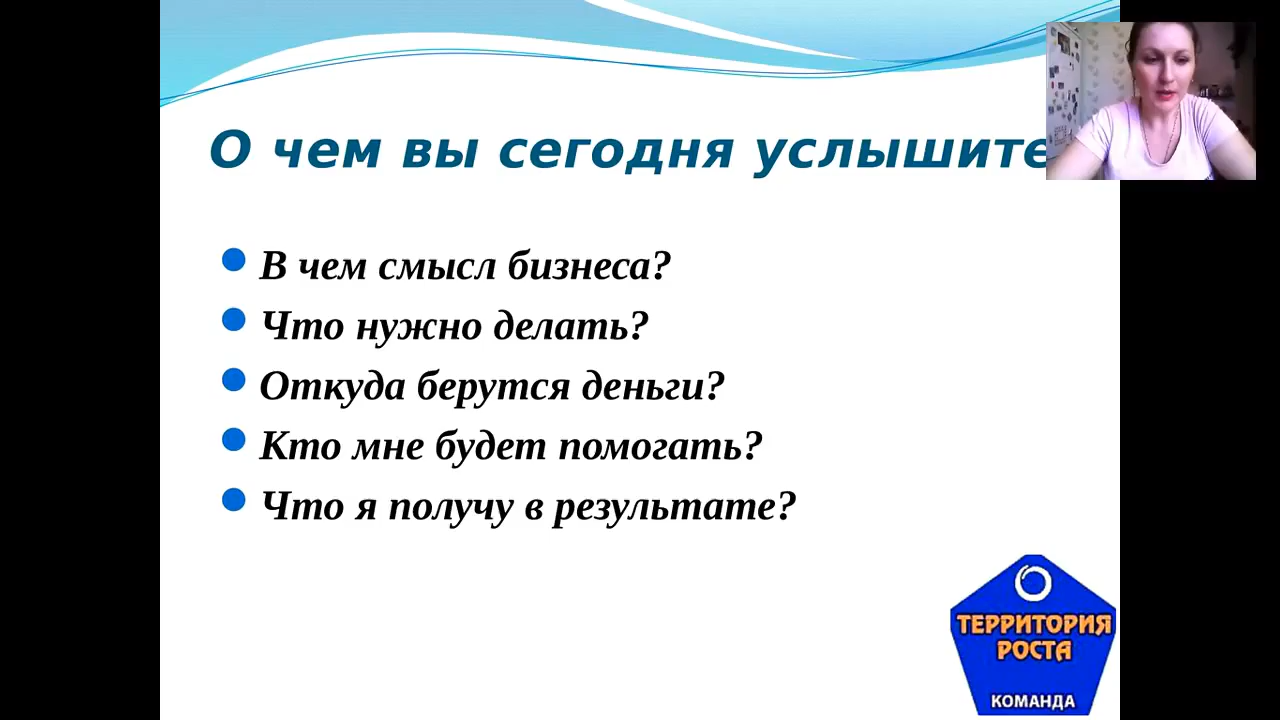 О чем вы сегодня услышите
В чем смысл бизнеса?
Что нужно делать?
Откуда берутся деньги?
Кто мне будет помогать?
Что я получу в результате?
ТЕРРИТОРИЯ
РОСТА
КОМАНДА